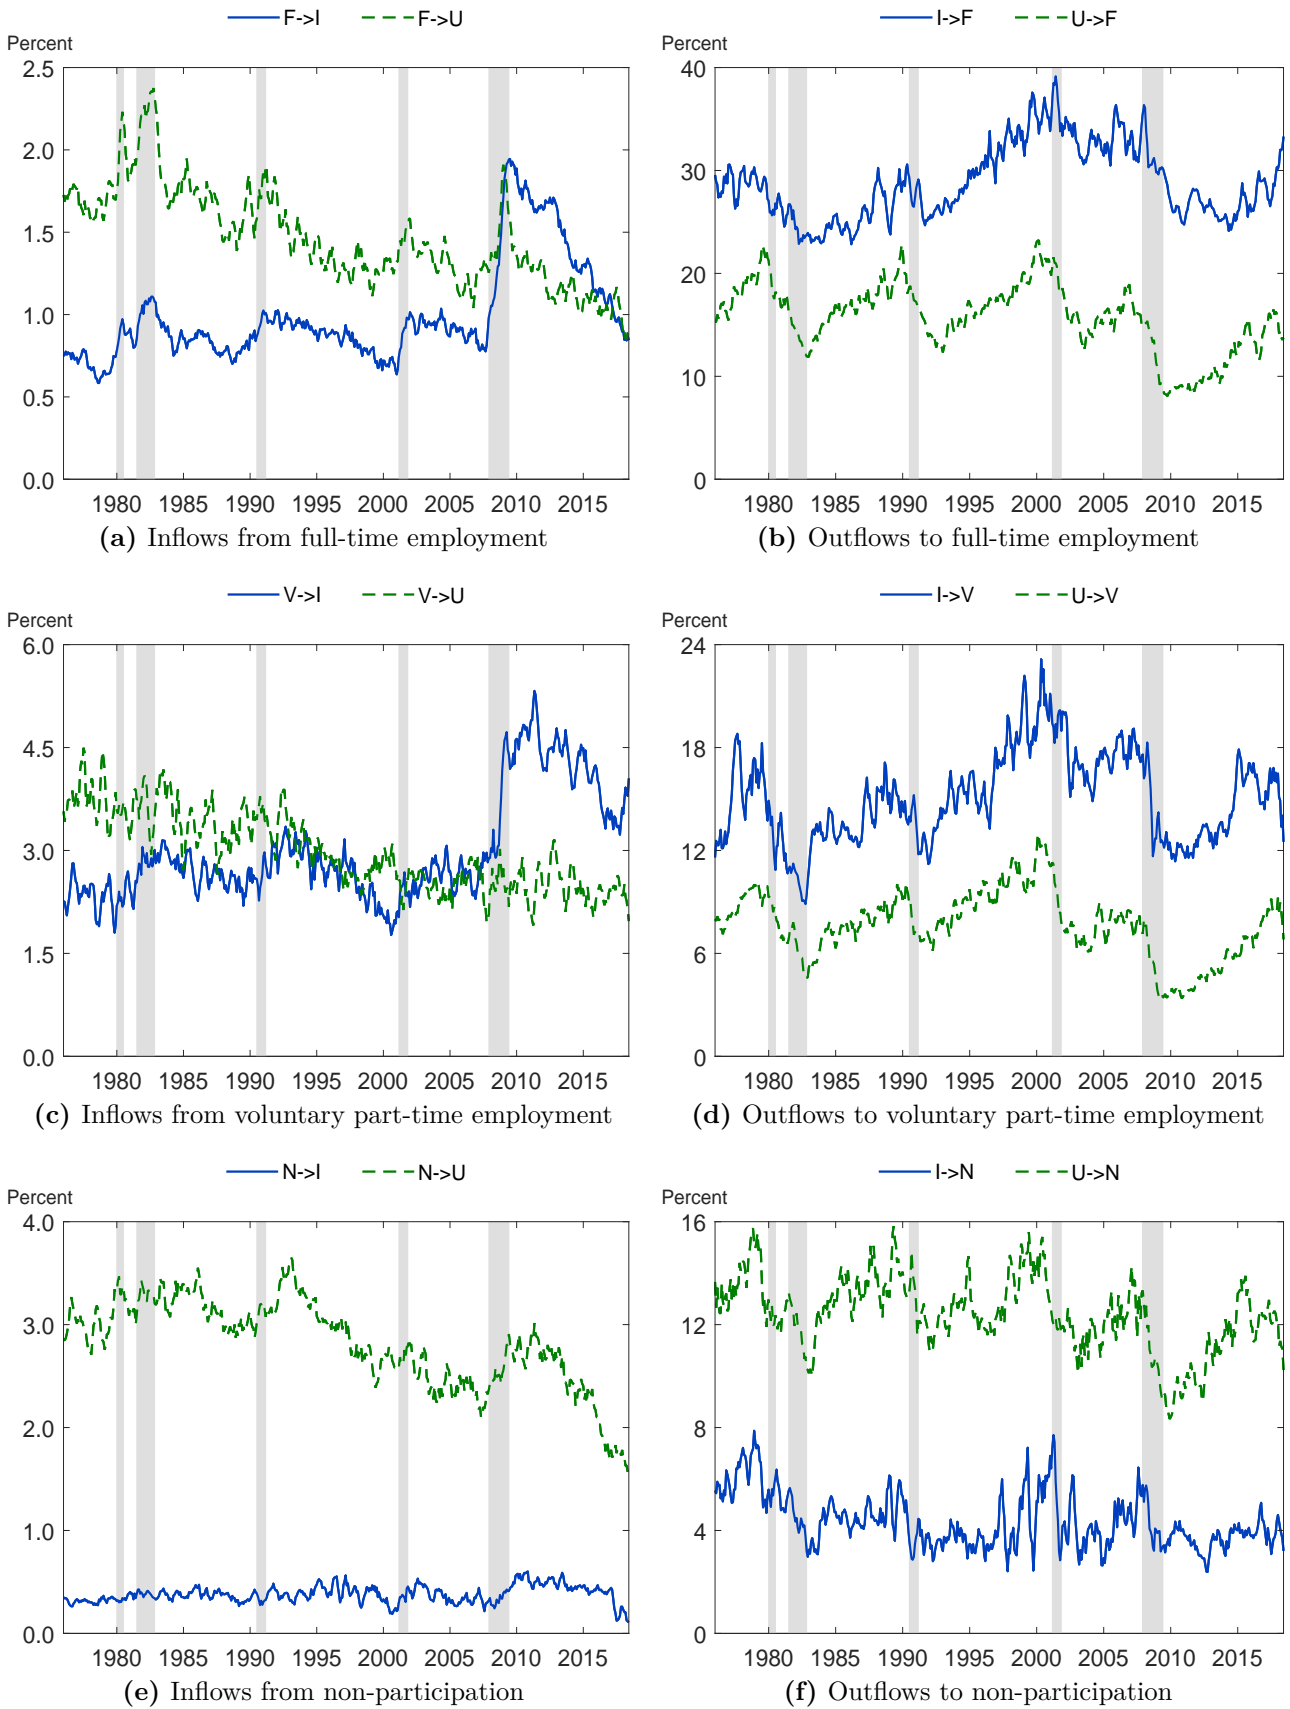 F->I F->U
Percent
2.5
2.0
1.5
1.0
0.5
0.0
1980 1985 1990 1995 2000 2005 2010 2015
(a) Inflows from full-time employment
I->F U->F
Percent
40
30
20
10
0
1980 1985 1990 1995 2000 2005 2010 2015
(b) Outflows to full-time employment
V->I V->U
Percent
6.0
4.5
3.0
1.5
0.0
1980 1985 1990 1995 2000 2005 2010 2015
(c) Inflows from voluntary part-time employment
I->V U->V
Percent
24
18
12
6
0
1980 1985 1990 1995 2000 2005 2010 2015
(d) Outflows to voluntary part-time employment
N->I N->U
Percent
4.0
3.0
2.0
1.0
0.0
1980 1985 1990 1995 2000 2005 2010 2015
(e) Inflows from non-participation
I->N U->N
Percent
16
12
8
4
0
1980 1985 1990 1995 2000 2005 2010 2015
(f) Outflows to non-participation